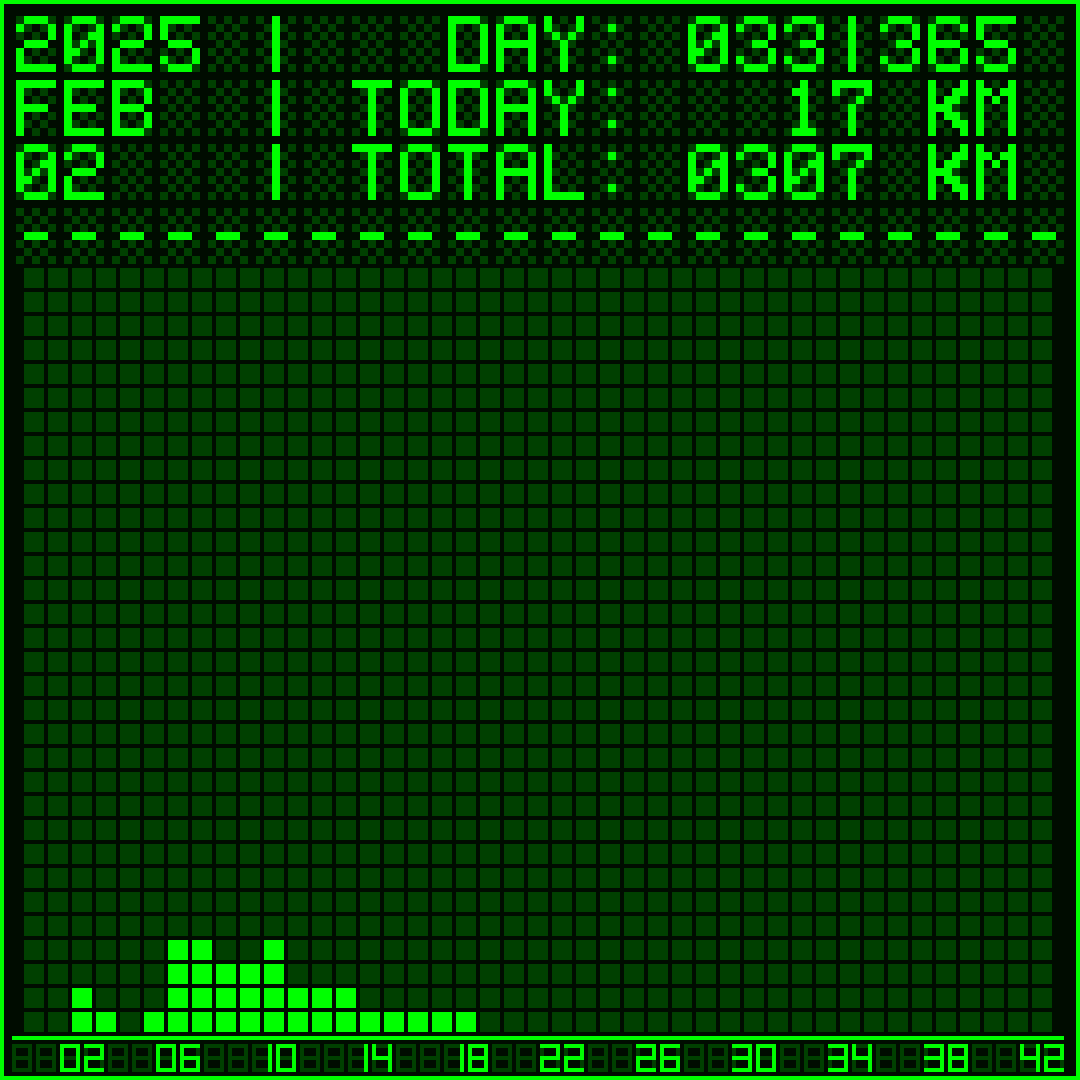 2025 | DAY: 033|365
FEB | TODAY: 17 KM
02 | TOTAL: 0307 KM
----------------------
02 06 10 14 18 22 26 30 34 38 42